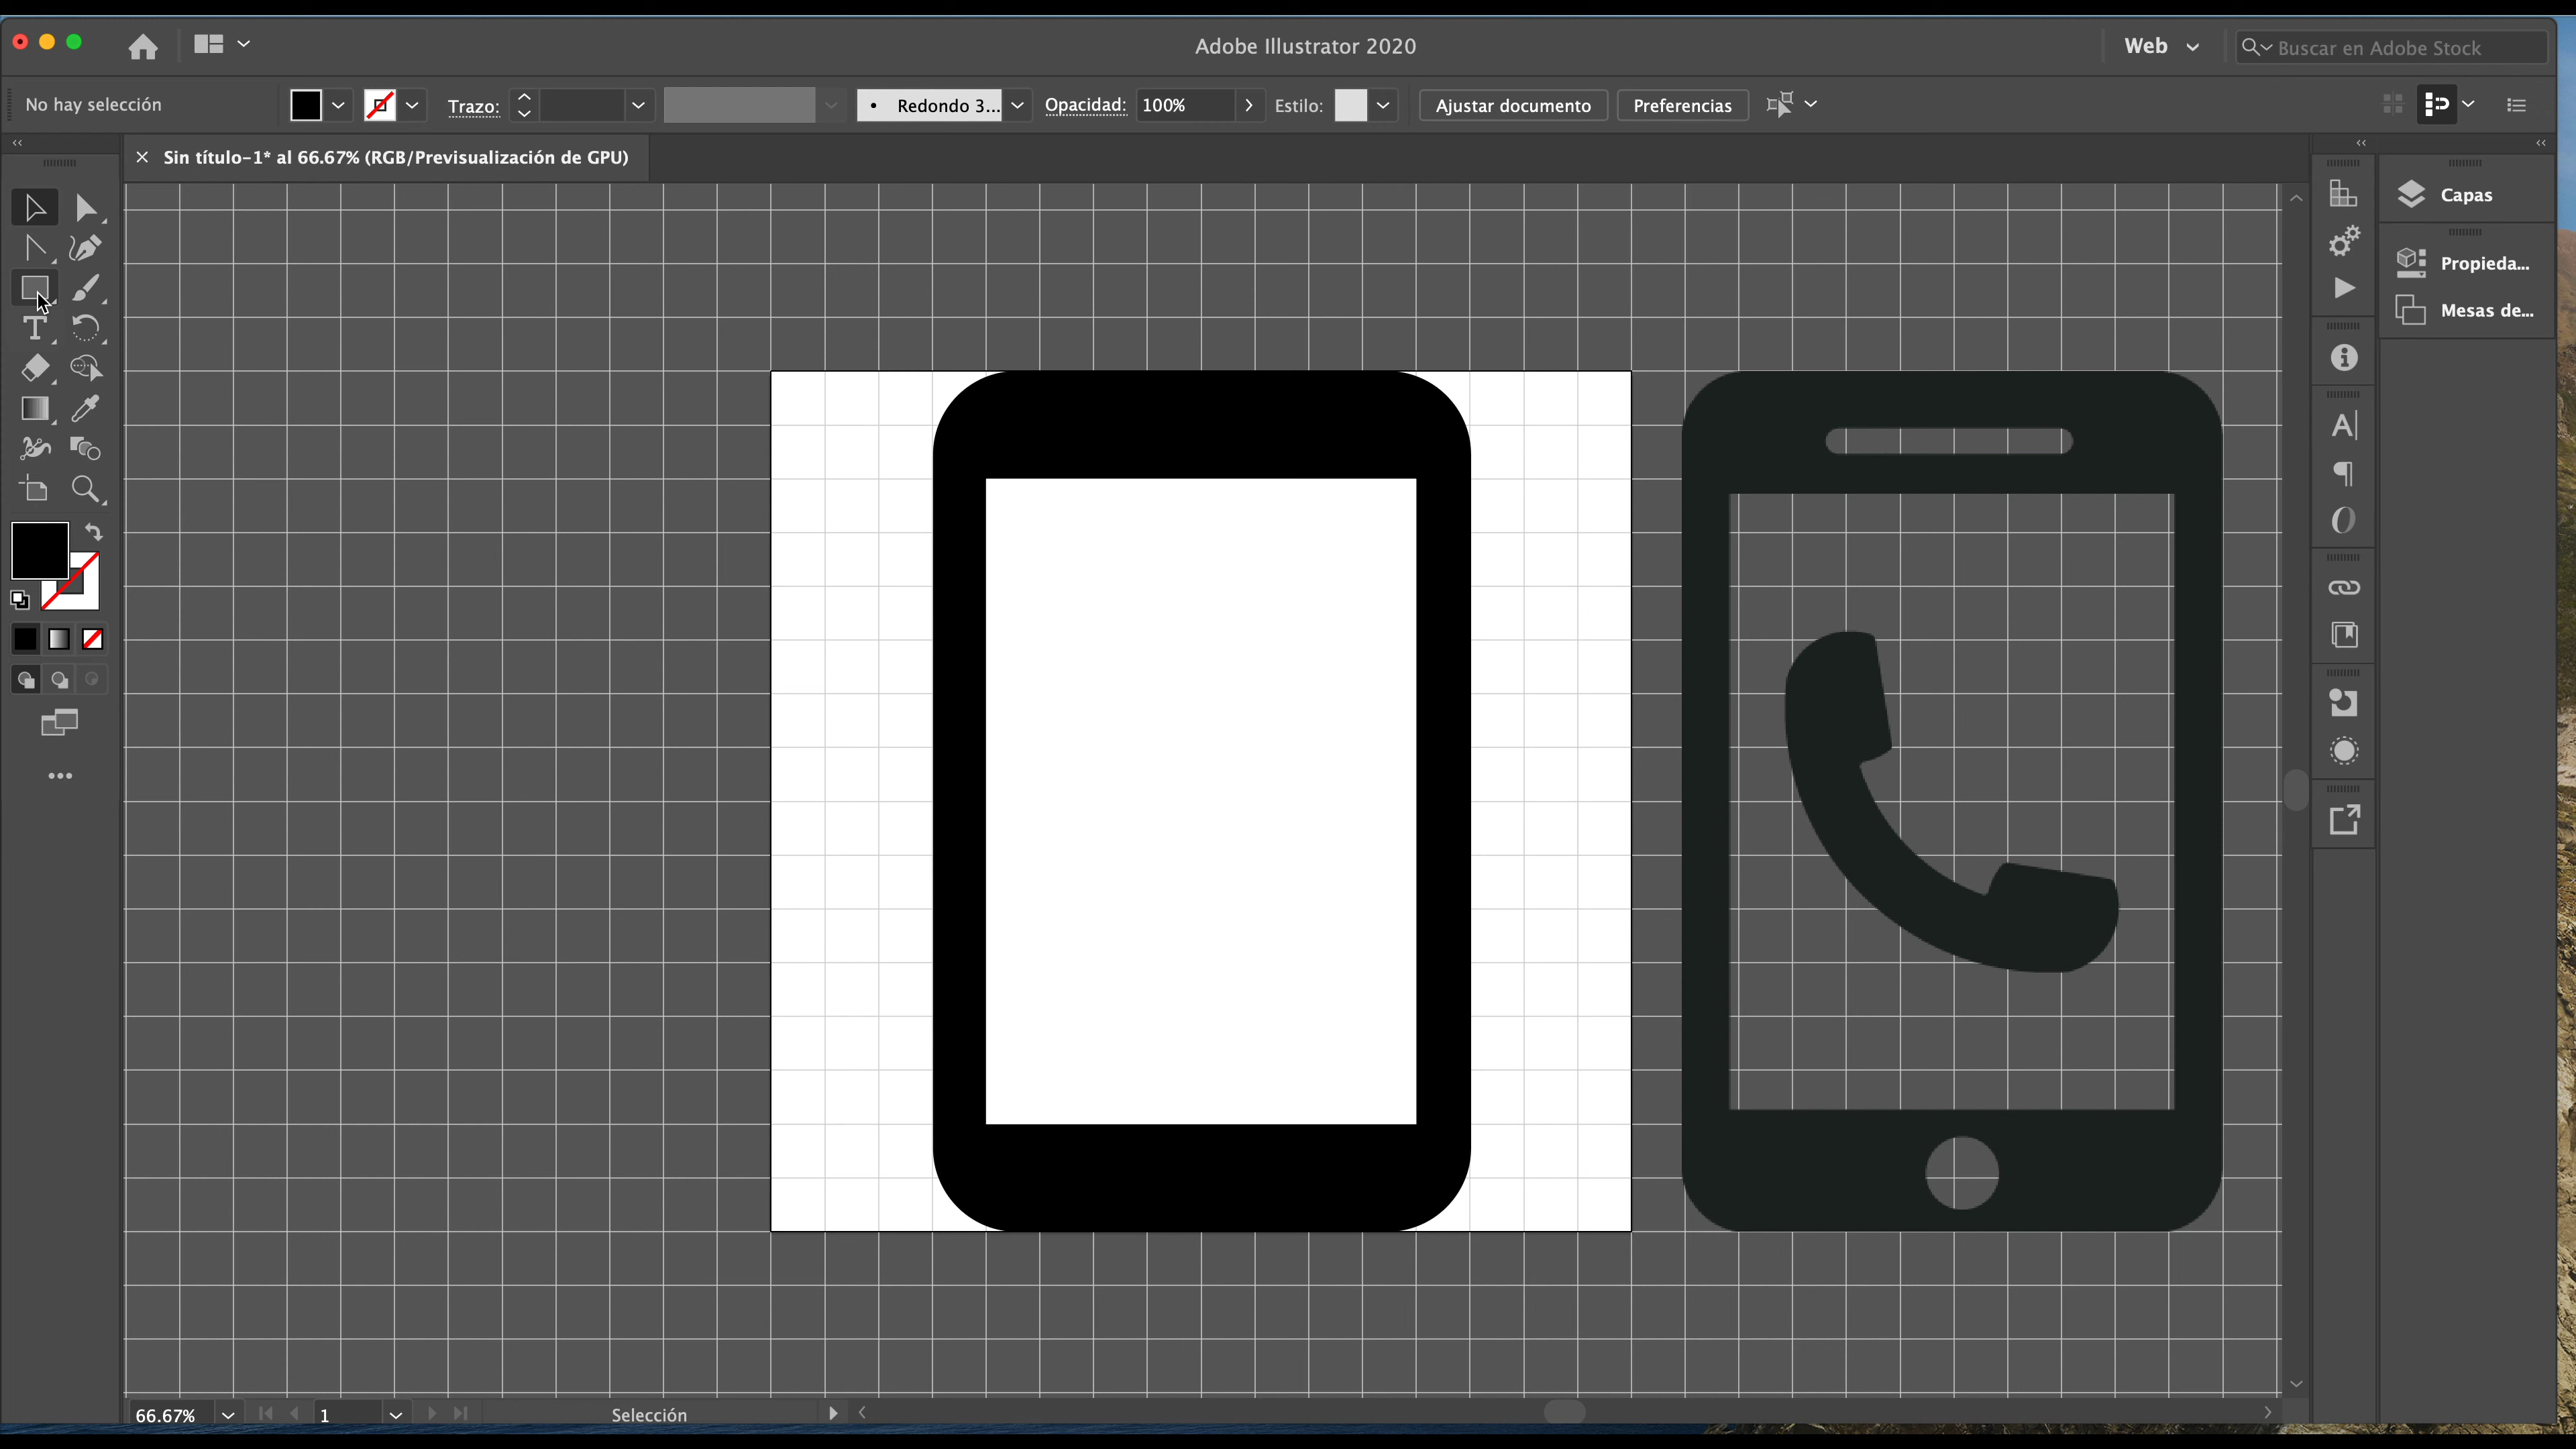 Adobe Illustrator 2020
Web
Buscar en Adobe Stock
No hay selección
Trazo:
Redondo 3...
Opacidad:
100%
Estilo:
Ajustar documento
Preferencias
Sin título-1* al 66.67% (RGB/Previsualización de GPU)
Capas
Propieda...
Mesas de...
66.67%
1
Selección